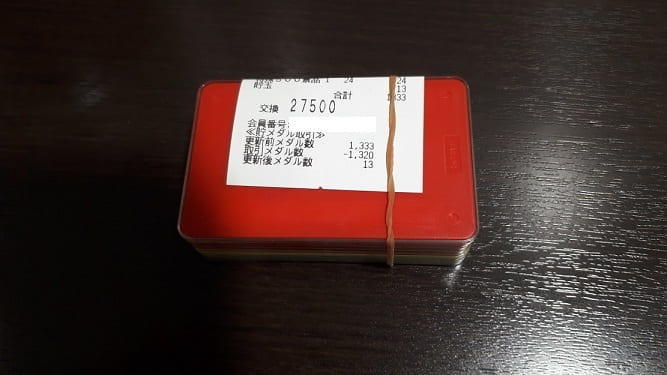 24 24
貯玉 13
合計 1333
交換 27500
会員番号:
≪貯メダル取引≫
更新前メダル数 1,333
取引メダル数 -1,320
更新後メダル数 13